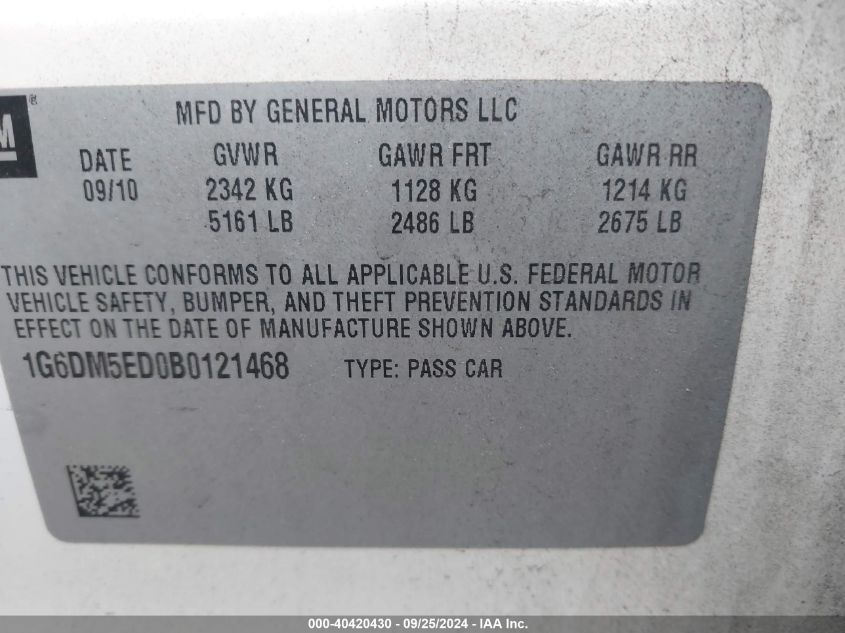 M®
MFD BY GENERAL MOTORS LLC
DATE GVWR GAWR FRT GAWR RR
09/10 2342 KG 1128 KG 1214 KG
5161 LB 2486 LB 2675 LB
THIS VEHICLE CONFORMS TO ALL APPLICABLE U.S. FEDERAL MOTOR
VEHICLE SAFETY, BUMPER, AND THEFT PREVENTION STANDARDS IN
EFFECT ON THE DATE OF MANUFACTURE SHOWN ABOVE.
1G6DM5ED0B0121468 TYPE: PASS CAR
000-40420430 - 09/25/2024 - IAA Inc.